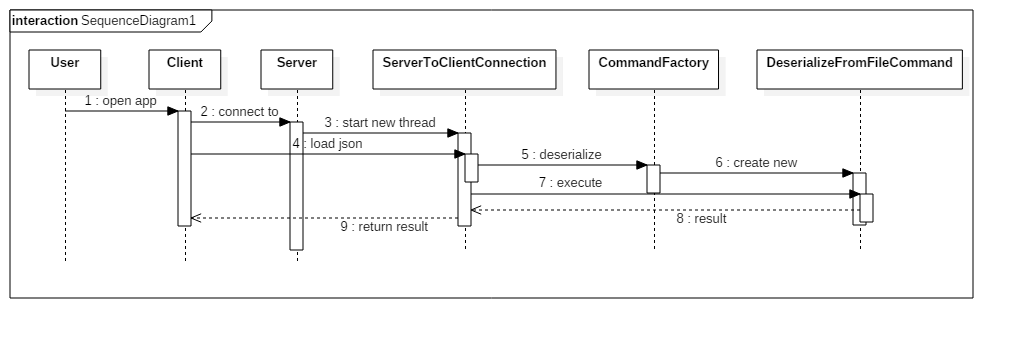 interaction SequenceDiagram1
User
Client
Server
ServerToClientConnection
CommandFactory
DeserializeFromFileCommand
1 : open app
2 : connect to
3 : start new thread
4 : load json
5 : deserialize
6 : create new
7 : execute
8 : result
9 : return result